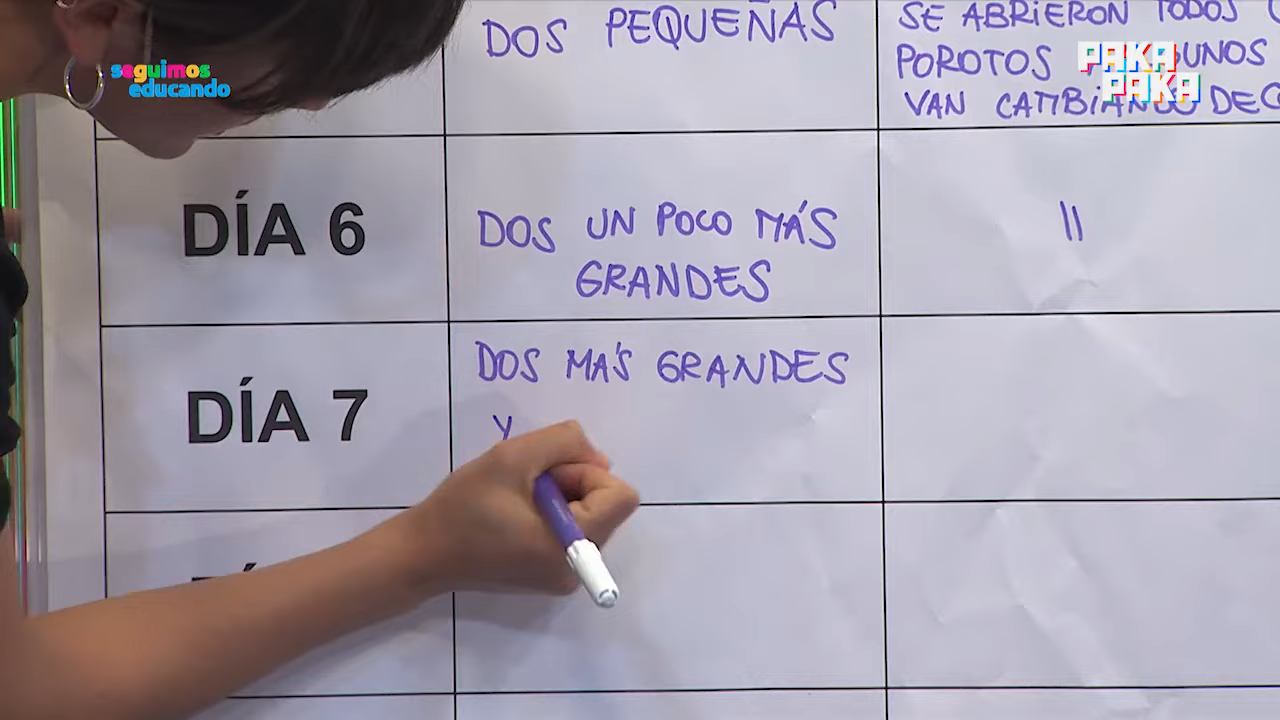 seguimos
educando
PAKA
PAKA
DOS PEQUEÑAS
SE ABRIERON TODOS
POROTOS
VAN CAMBIANDO DE
DÍA 6
DOS UN POCO MÁS
GRANDES
||
DÍA 7
DOS MÁS GRANDES
Y